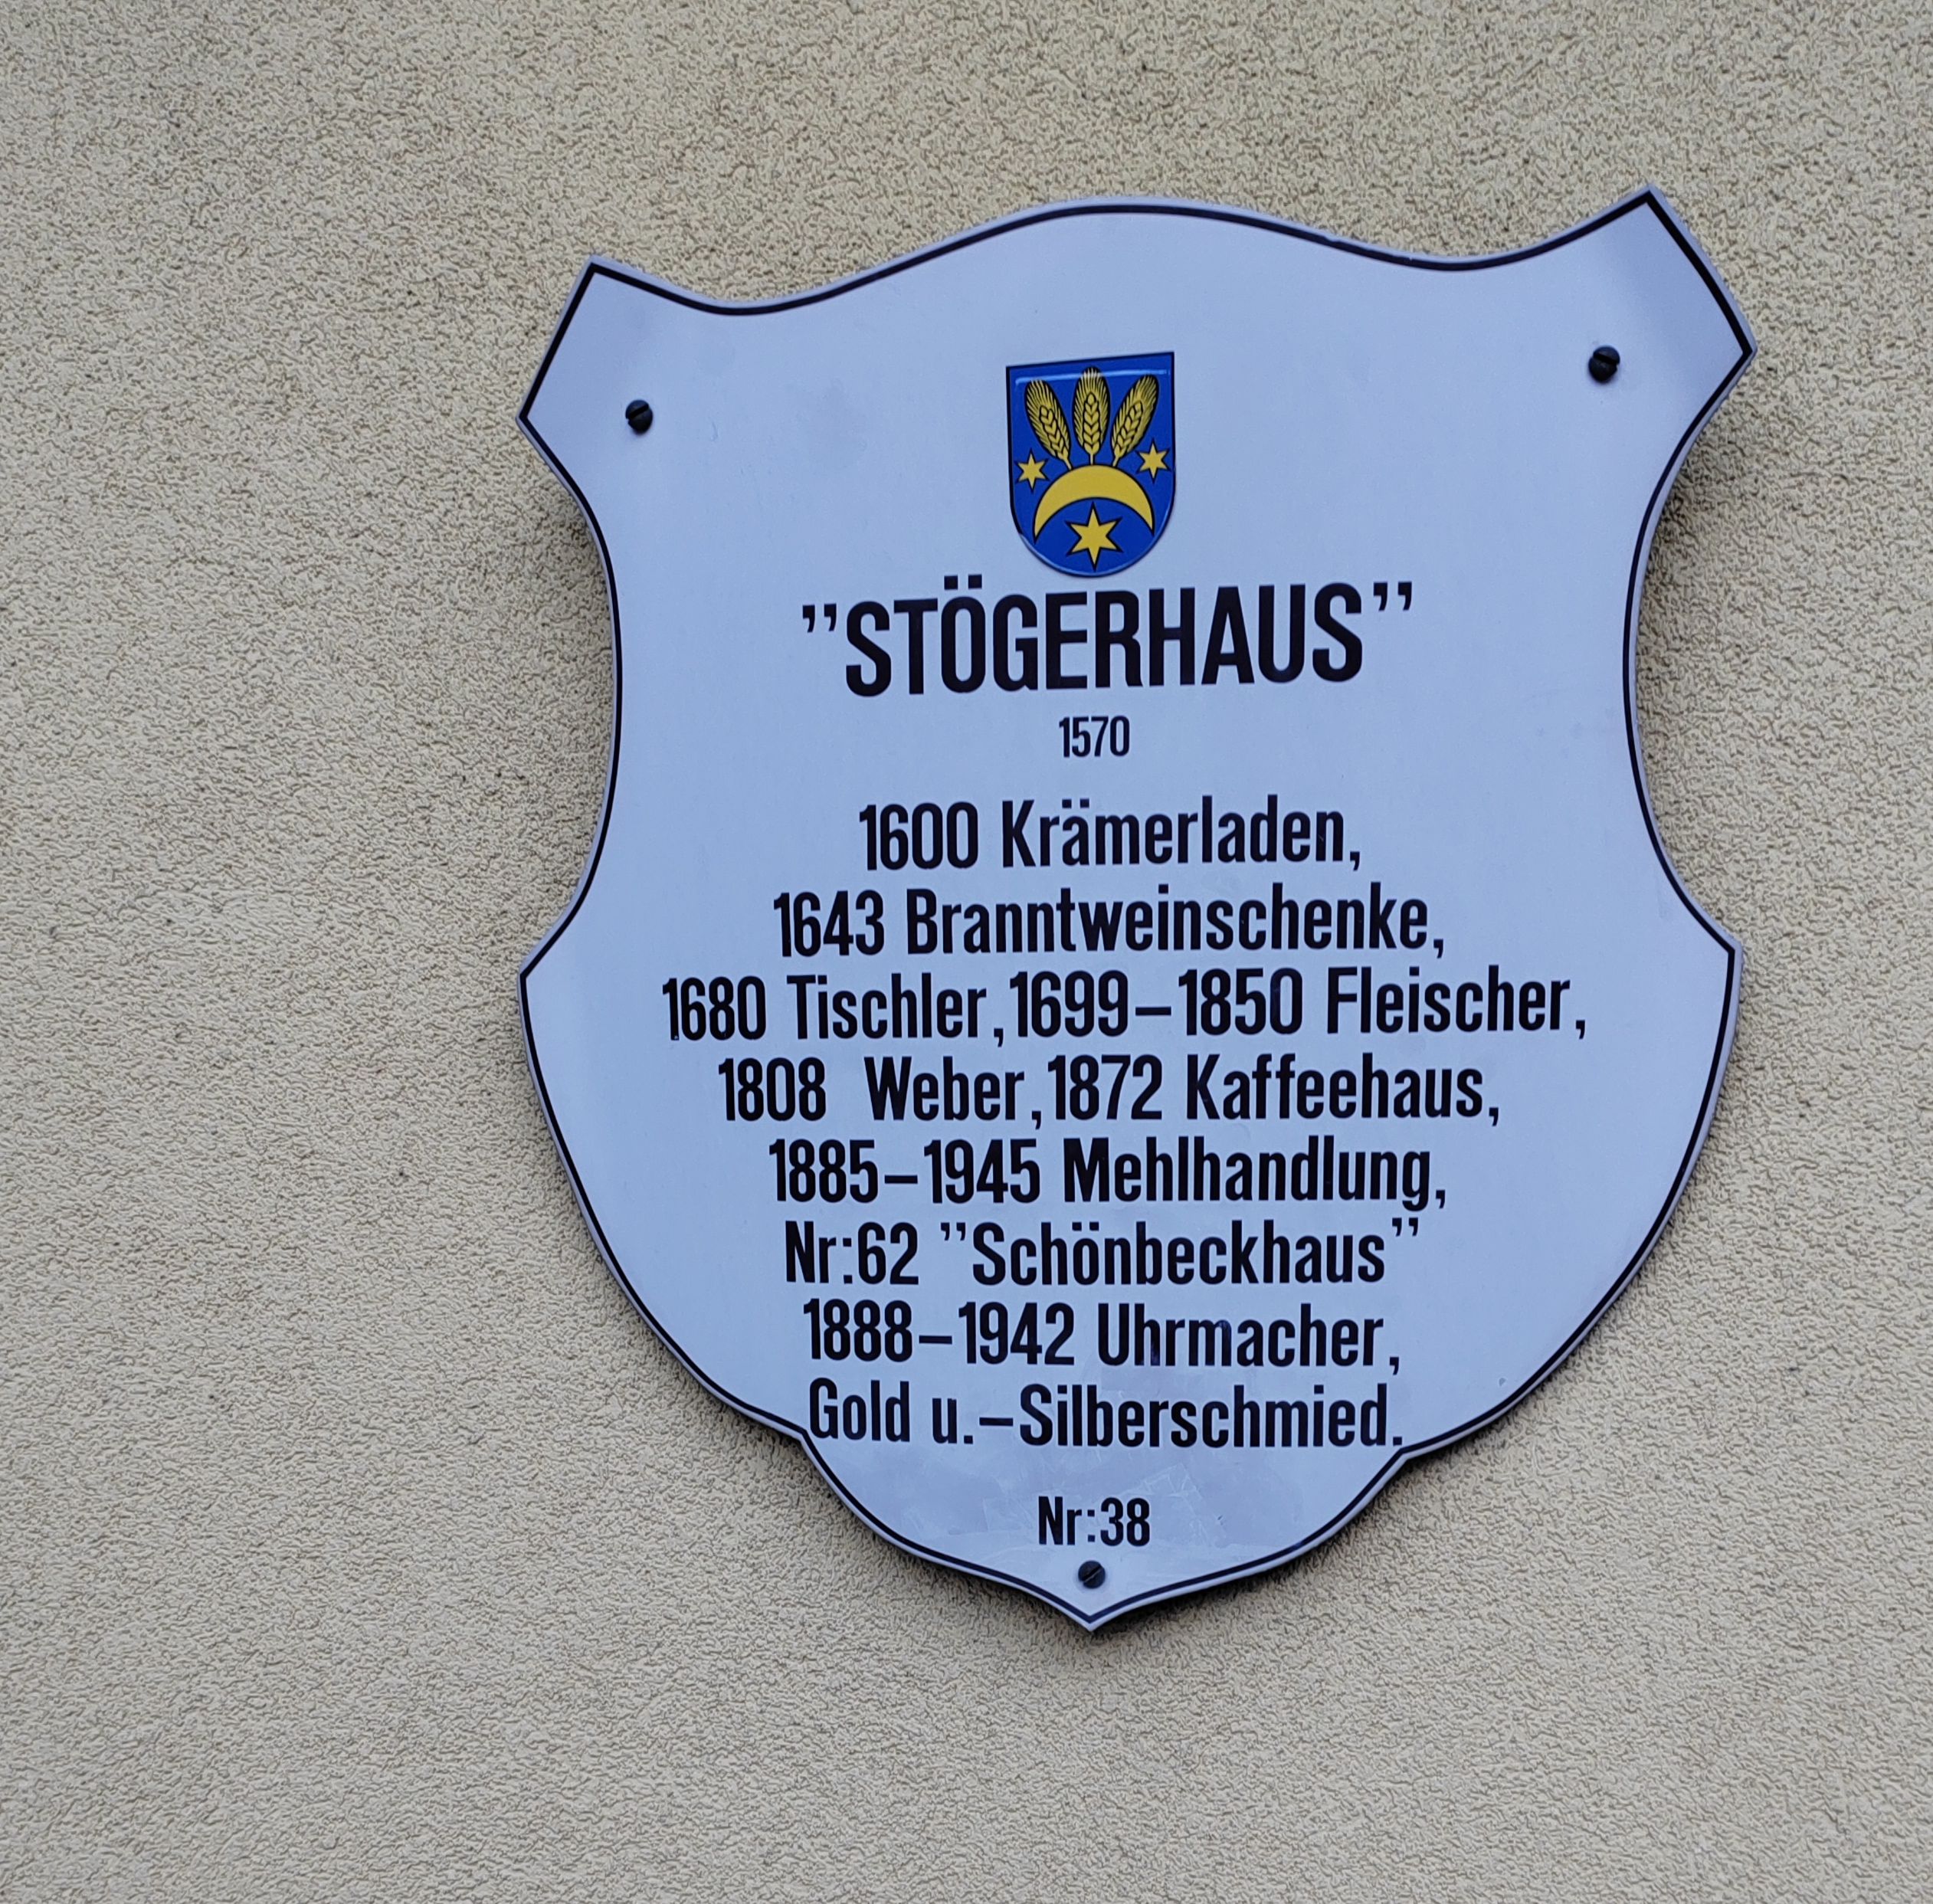 "STÖGERHAUS"
1570
1600 Krämerladen,
1643 Branntweinschenke,
1680 Tischler, 1699–1850 Fleischer,
1808 Weber, 1872 Kaffeehaus,
1885–1945 Mehlhandlung,
Nr:62 "Schönbeckhaus"
1888–1942 Uhrmacher,
Gold u.–Silberschmied.
Nr:38